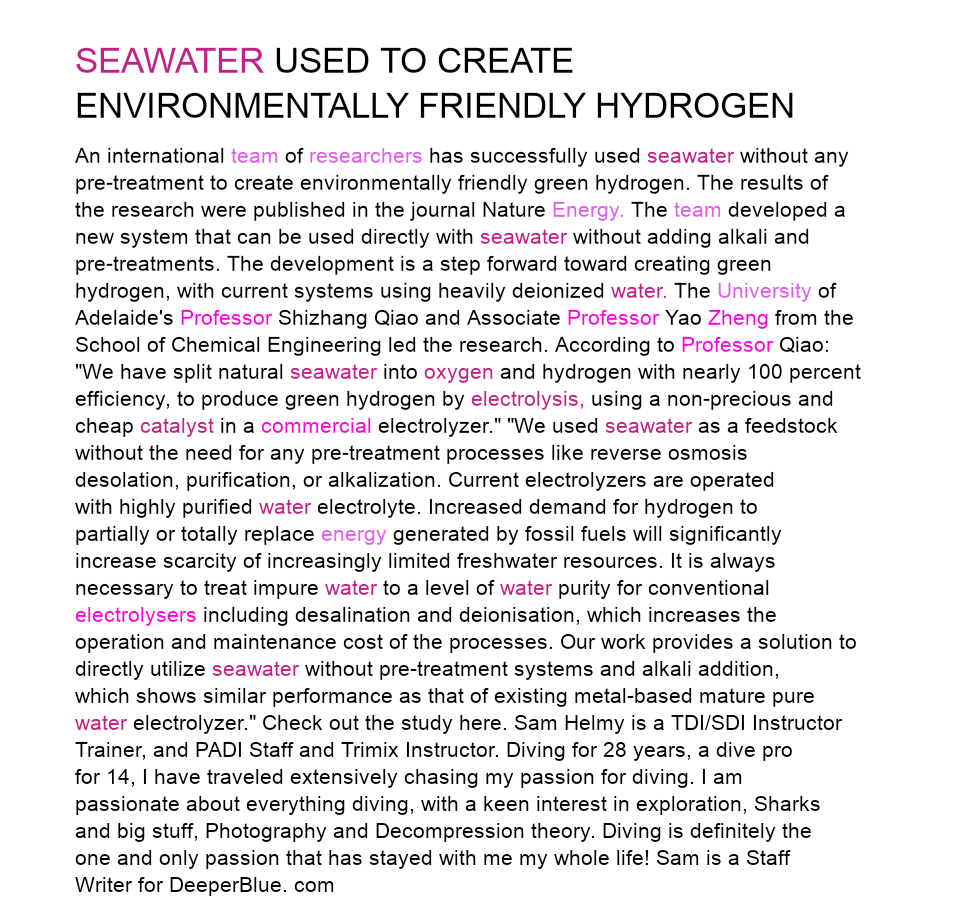 SEAWATER USED TO CREATE
ENVIRONMENTALLY FRIENDLY HYDROGEN
An international team of researchers has successfully used seawater without any
pre-treatment to create environmentally friendly green hydrogen. The results of
the research were published in the journal Nature Energy. The team developed a
new system that can be used directly with seawater without adding alkali and
pre-treatments. The development is a step forward toward creating green
hydrogen, with current systems using heavily deionized water. The University of
Adelaide's Professor Shizhang Qiao and Associate Professor Yao Zheng from the
School of Chemical Engineering led the research. According to Professor Qiao:
"We have split natural seawater into oxygen and hydrogen with nearly 100 percent
efficiency, to produce green hydrogen by electrolysis, using a non-precious and
cheap catalyst in a commercial electrolyzer." "We used seawater as a feedstock
without the need for any pre-treatment processes like reverse osmosis
desolation, purification, or alkalization. Current electrolyzers are operated
with highly purified water electrolyte. Increased demand for hydrogen to
partially or totally replace energy generated by fossil fuels will significantly
increase scarcity of increasingly limited freshwater resources. It is always
necessary to treat impure water to a level of water purity for conventional
electrolysers including desalination and deionisation, which increases the
operation and maintenance cost of the processes. Our work provides a solution to
directly utilize seawater without pre-treatment systems and alkali addition,
which shows similar performance as that of existing metal-based mature pure
water electrolyzer." Check out the study here. Sam Helmy is a TDI/SDI Instructor
Trainer, and PADI Staff and Trimix Instructor. Diving for 28 years, a dive pro
for 14, I have traveled extensively chasing my passion for diving. I am
passionate about everything diving, with a keen interest in exploration, Sharks
and big stuff, Photography and Decompression theory. Diving is definitely the
one and only passion that has stayed with me my whole life! Sam is a Staff
Writer for DeeperBlue. com